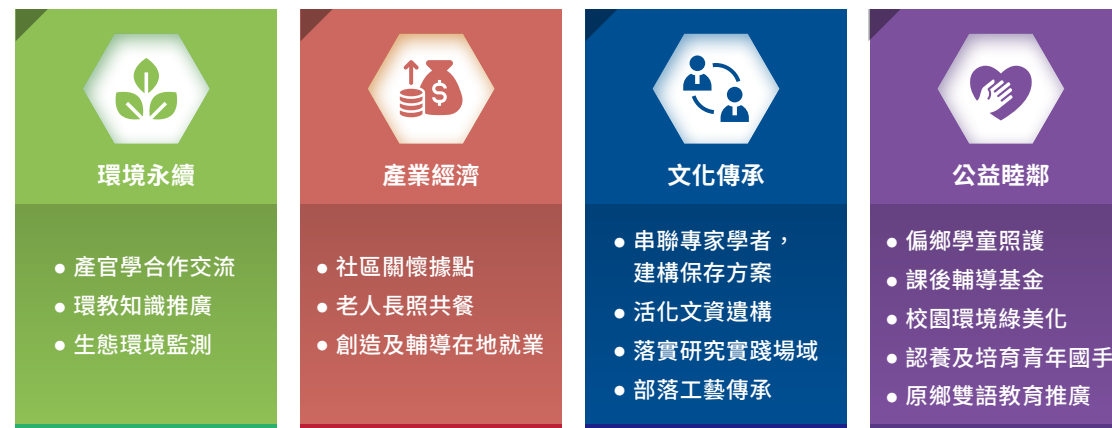 環境永續
● 產官學合作交流
● 環教知識推廣
● 生態環境監測
產業經濟
● 社區關懷據點
● 老人長照共餐
● 創造及輔導在地就業
文化傳承
● 串聯專家學者，
建構保存方案
● 活化文資遺構
● 落實研究實踐場域
● 部落工藝傳承
公益睦鄰
● 偏鄉學童照護
● 課後輔導基金
● 校園環境綠美化
● 認養及培育青年國手
● 原鄉雙語教育推廣